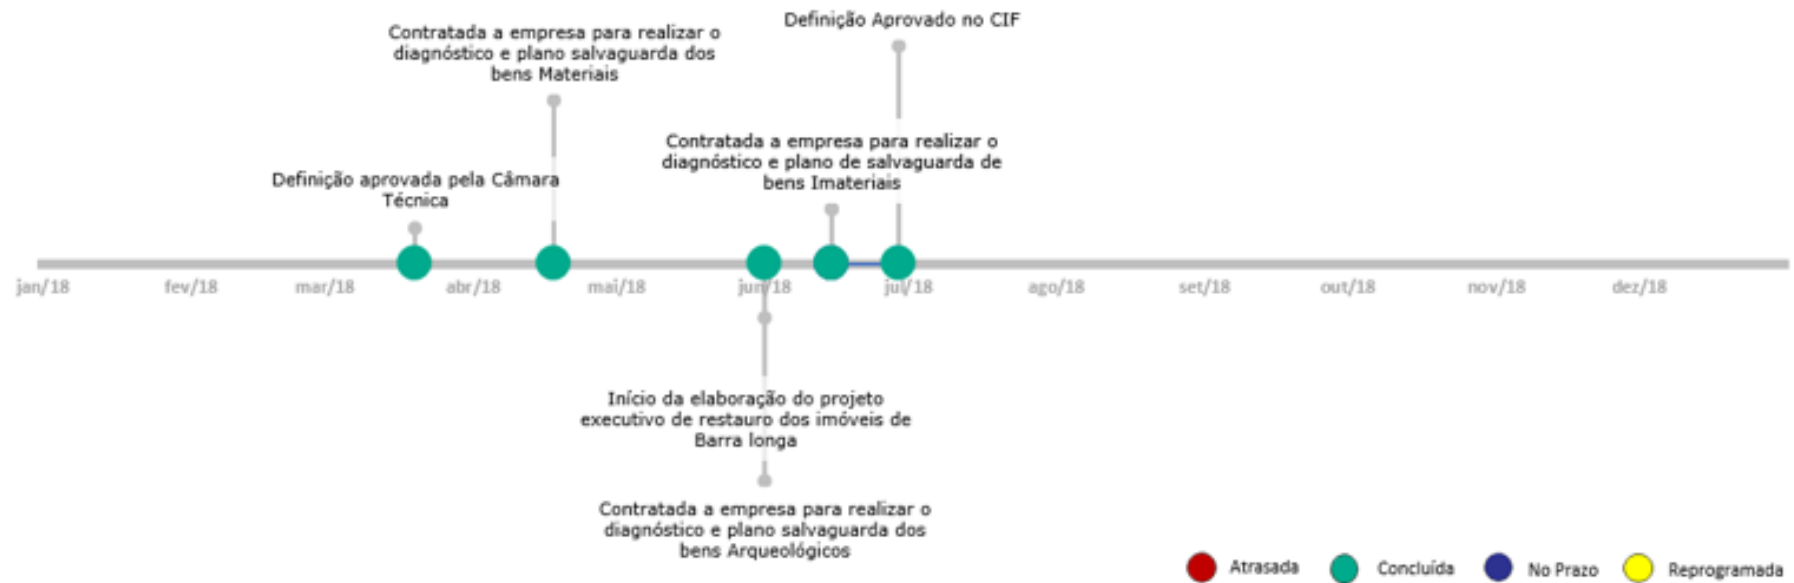 Definição Aprovado no CIF
Contratada a empresa para realizar o
diagnóstico e plano salvaguarda dos
bens Materiais
Contratada a empresa para realizar o
diagnóstico e plano de salvaguarda de
bens Imateriais
Definição aprovada pela Câmara
Técnica
jan/18 fev/18 mar/18 abr/18 mai/18 jun/18 jul/18 ago/18 set/18 out/18 nov/18 dez/18
Início da elaboração do projeto
executivo de restauro dos imóveis de
Barra longa
Contratada a empresa para realizar o
diagnóstico e plano salvaguarda dos
bens Arqueológicos
Atrasada Concluída No Prazo Reprogramada